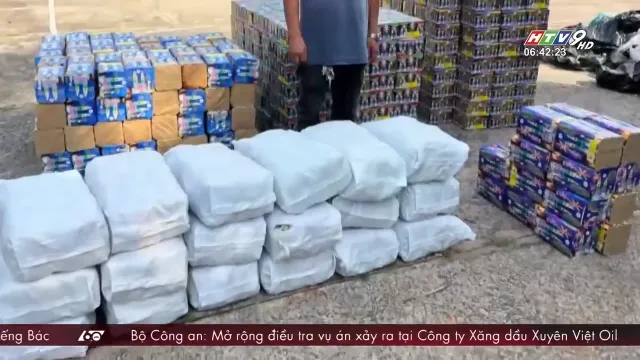 HTV9 HD
06:42:23
ếng Bác
60 Bộ Công an: Mở rộng điều tra vụ án xảy ra tại Công ty Xăng dầu Xuyên Việt Oil